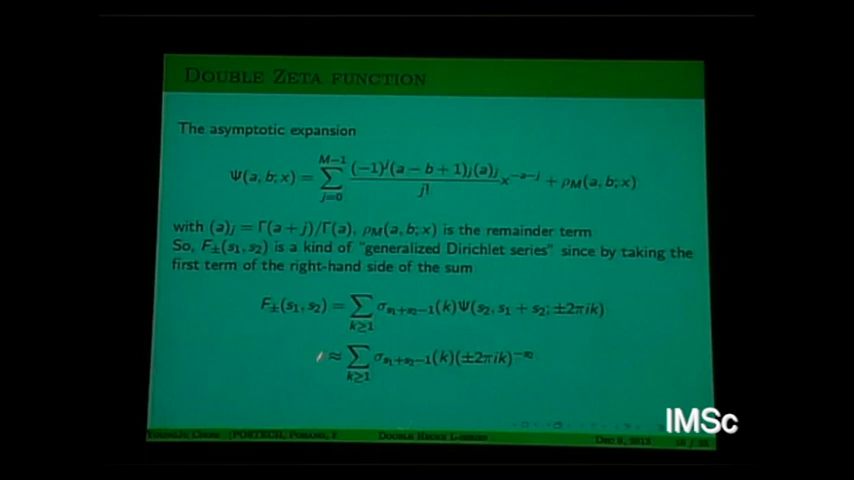 DOUBLE ZETA FUNCTION
The asymptotic expansion
Ψ(a, b; x) = ∑_{j=0}^{M−1} \frac{(−1)^j (a − b + 1)_j (a)_j}{j!} x^{−a−j} + ρ_M(a, b; x)
with (a)_j = Γ(a + j)/Γ(a), ρ_M(a, b; x) is the remainder term
So, F_±(s_1, s_2) is a kind of "generalized Dirichlet series" since by taking the
first term of the right-hand side of the sum
F_±(s_1, s_2) = ∑_{k≥1} σ_{s_1+s_2−1}(k)Ψ(s_2, s_1 + s_2; ±2πik)
≈ ∑_{k≥1} σ_{s_1+s_2−1}(k)(±2πik)^{−s_2}
IMSc
DOUBLE